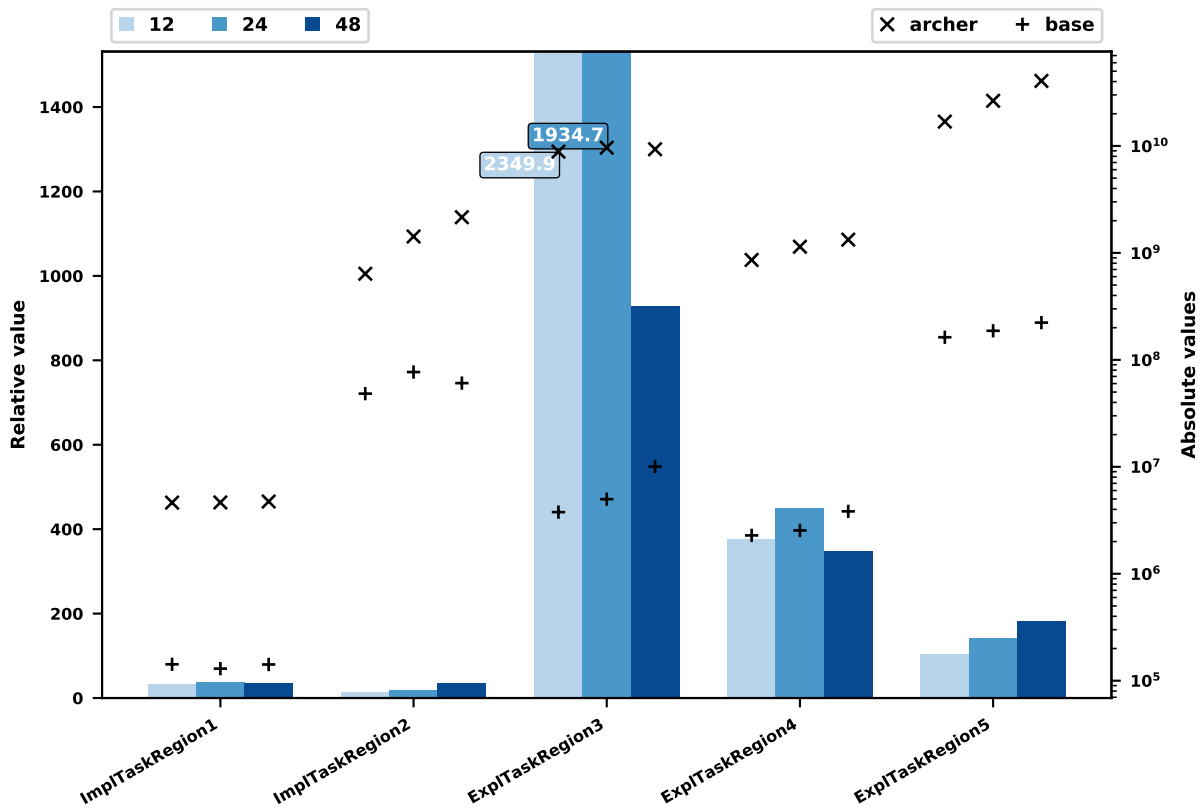 12 24 48
archer base
1400
1200
1000
800
600
400
200
0
Relative value
1934.7
2349.9
10^10
10^9
10^8
10^7
10^6
10^5
Absolute values
ImplTaskRegion1
ImplTaskRegion2
ExplTaskRegion3
ExplTaskRegion4
ExplTaskRegion5